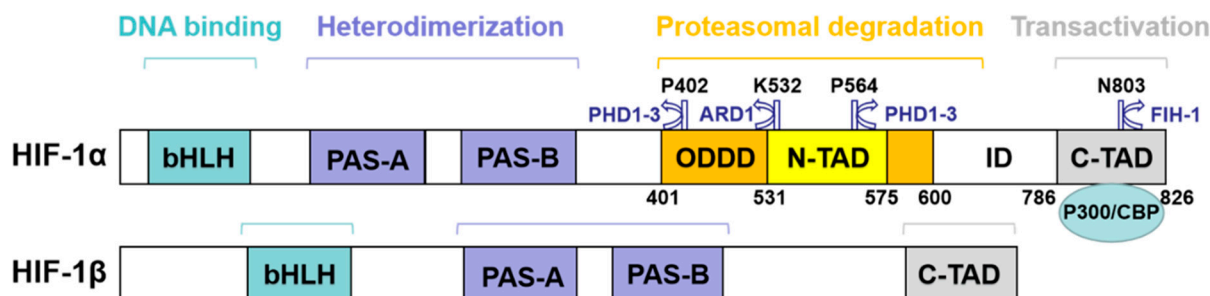 DNA binding Heterodimerization Proteasomal degradation Transactivation
P402 K532 P564 N803
PHD1-3 ARD1 PHD1-3 FIH-1
HIF-1α bHLH PAS-A PAS-B ODDD N-TAD ID C-TAD
401 531 575 600 786 826
P300/CBP
HIF-1β bHLH PAS-A PAS-B C-TAD